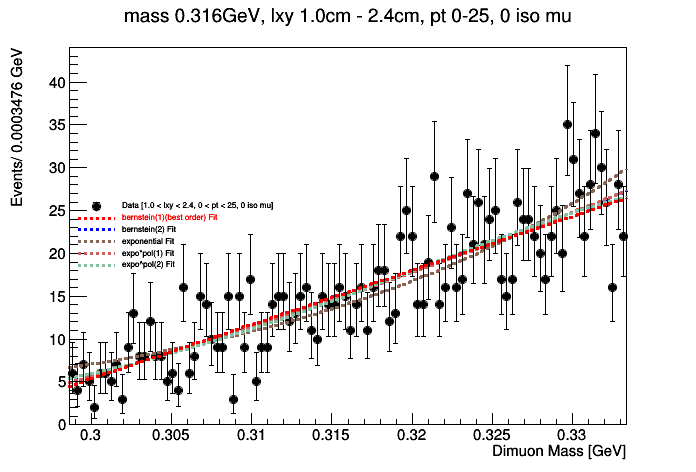 mass 0.316GeV, lxy 1.0cm - 2.4cm, pt 0-25, 0 iso mu
Events/ 0.0003476 GeV
40
35
30
25
20
15
10
5
0
Data [1.0 < lxy < 2.4, 0 < pt < 25, 0 iso mu]
bernstein(1)(best order) Fit
bernstein(2) Fit
exponential Fit
expo*pol(1) Fit
expo*pol(2) Fit
0.3 0.305 0.31 0.315 0.32 0.325 0.33
Dimuon Mass [GeV]